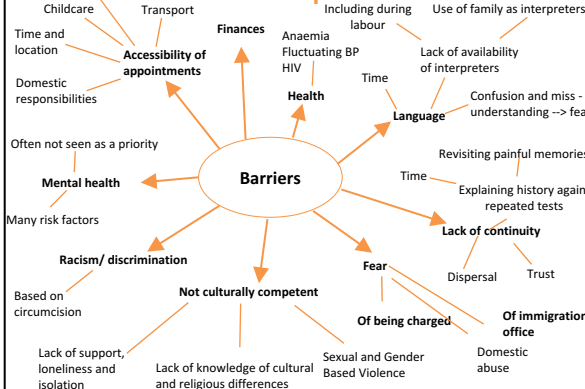 Childcare
Transport
Time and
location
Accessibility of
appointments
Domestic
responsibilities
Finances
Anaemia
Fluctuating BP
HIV
Health
Including during
labour
Use of family as interpreters
Lack of availability
of interpreters
Time
Language
Confusion and miss -
understanding --> fea
Often not seen as a priority
Mental health
Many risk factors
Barriers
Revisiting painful memories
Time
Explaining history again
repeated tests
Lack of continuity
Dispersal
Trust
Racism/ discrimination
Based on
circumcision
Not culturally competent
Lack of support,
loneliness and
isolation
Lack of knowledge of cultural
and religious differences
Sexual and Gender
Based Violence
Fear
Of being charged
Of immigration
office
Domestic
abuse